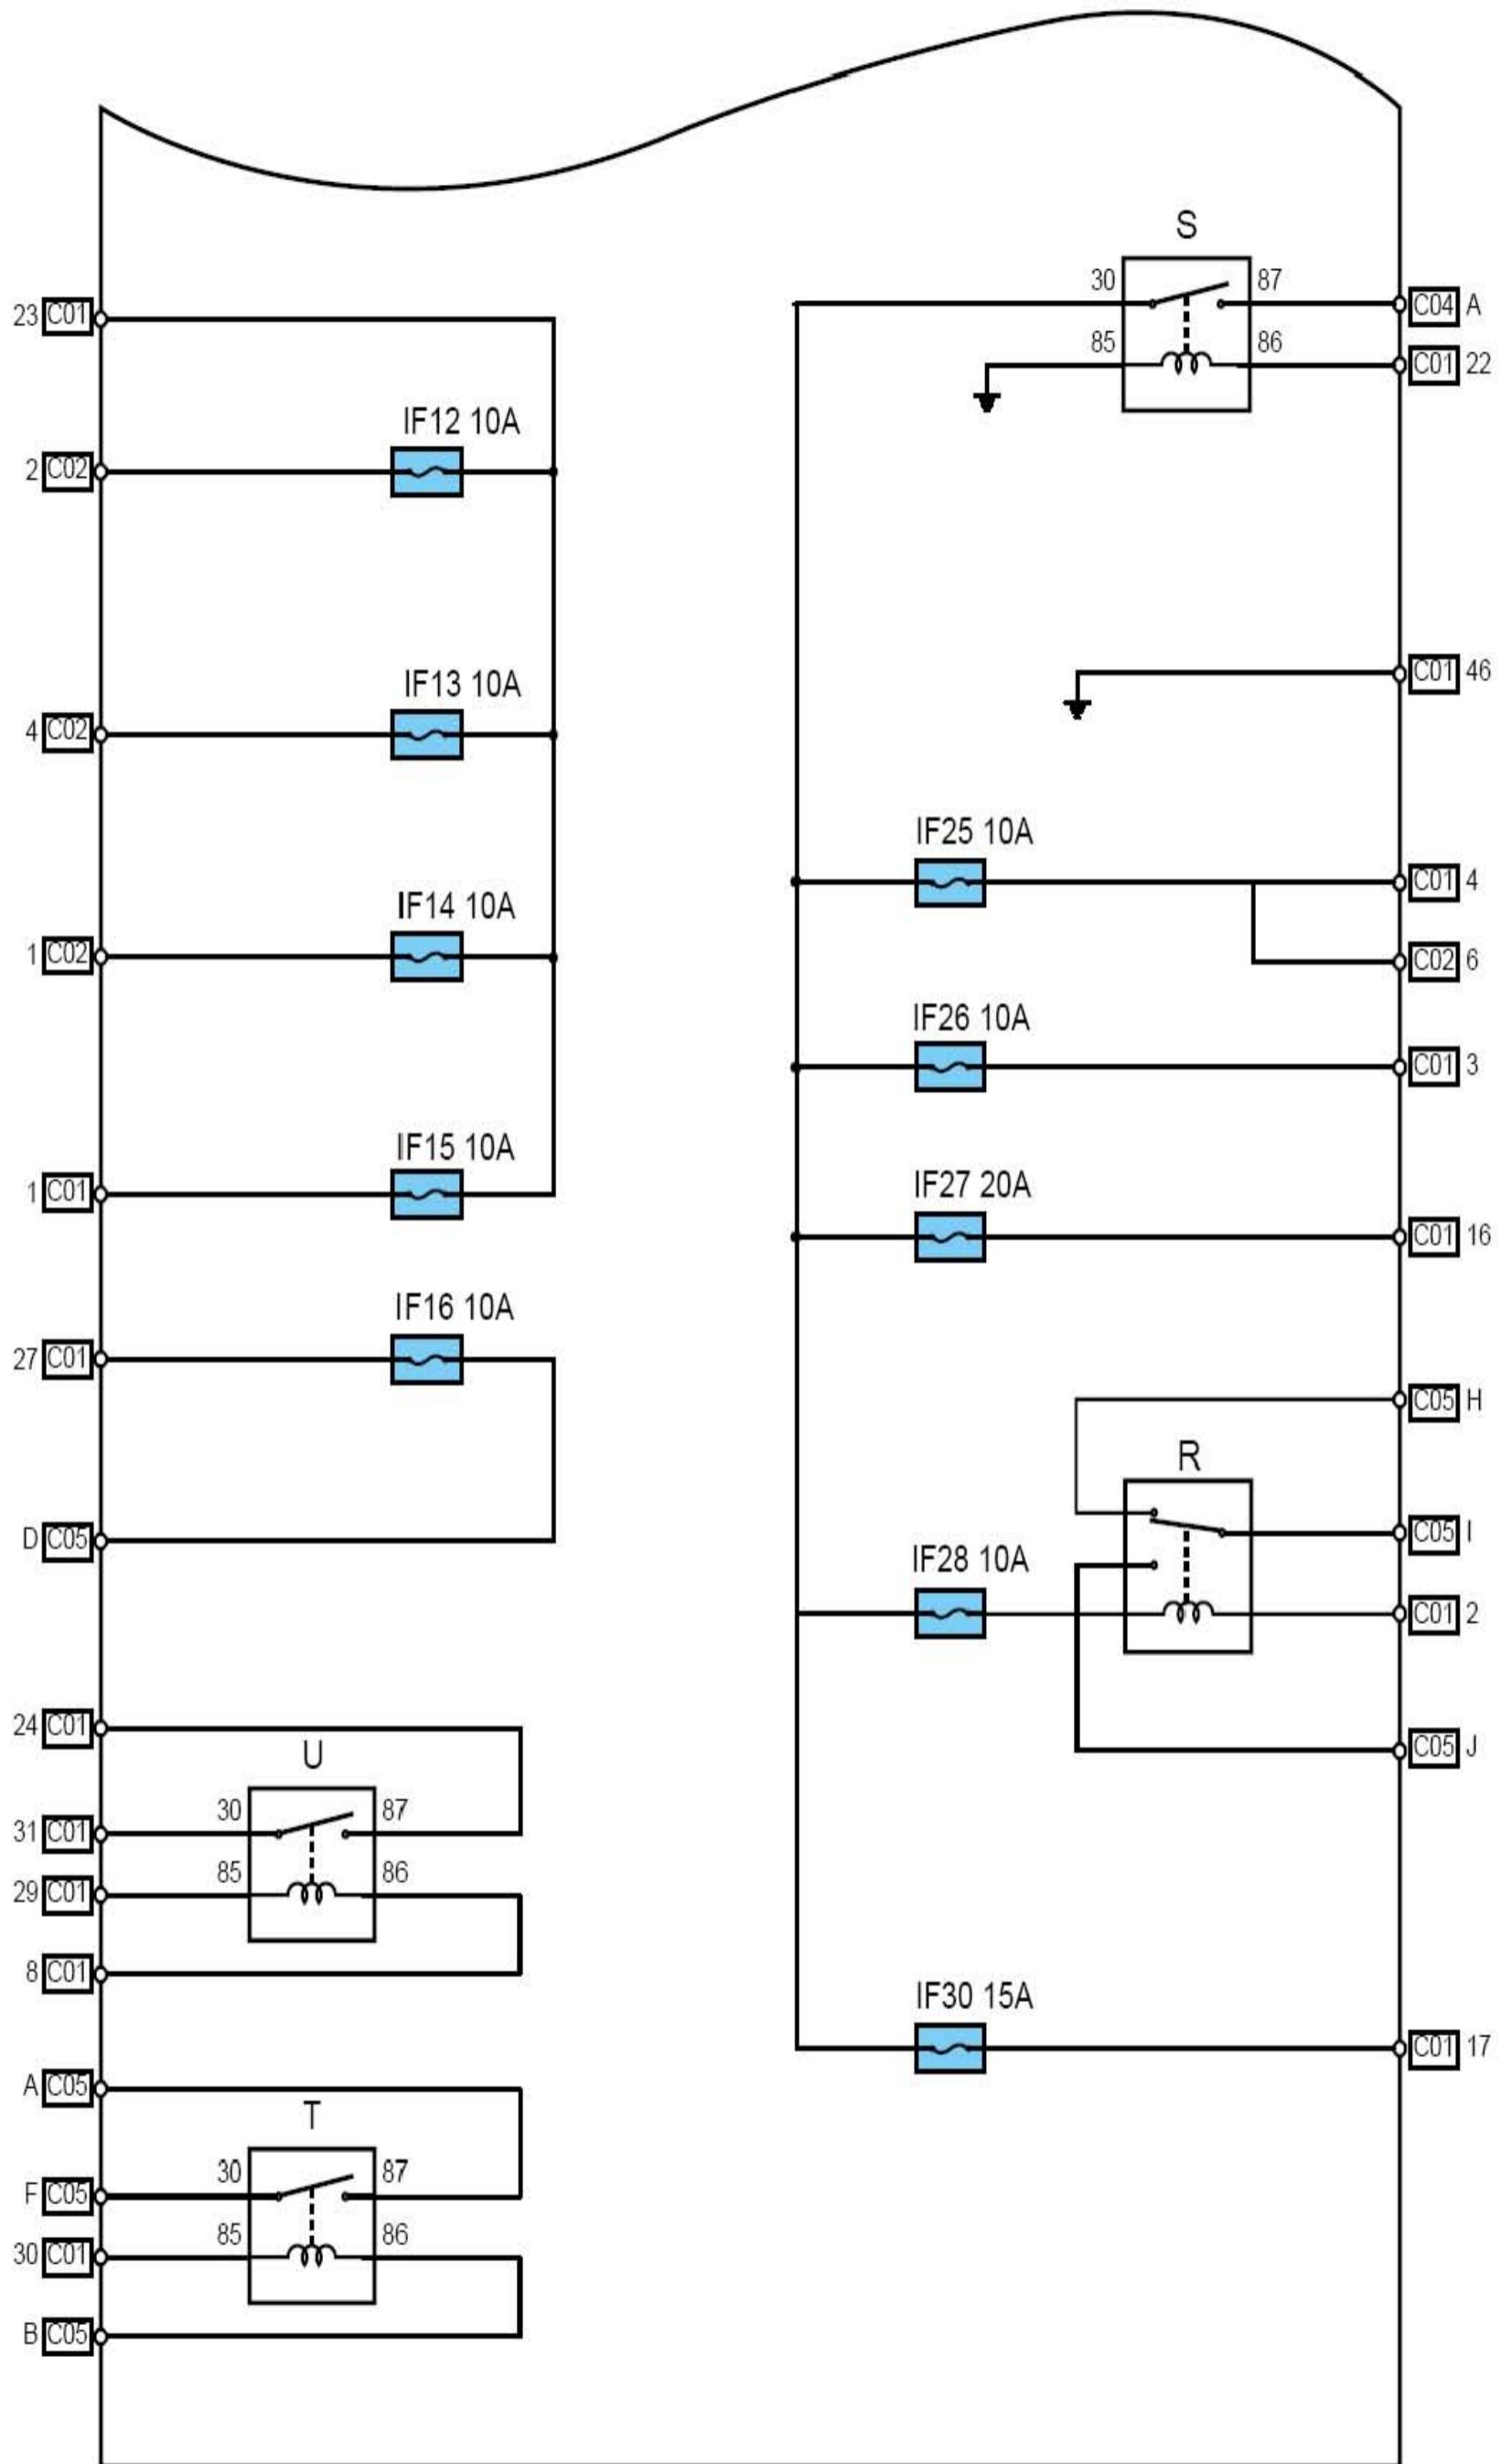 S
30 87
C04 A
85 86
C01 22
23 C01
IF12 10A
2 C02
C01 46
IF13 10A
4 C02
IF25 10A
C01 4
IF14 10A
1 C02
C02 6
IF26 10A
C01 3
IF15 10A
1 C01
IF27 20A
C01 16
IF16 10A
27 C01
C05 H
R
D C05
C05 I
IF28 10A
C01 2
24 C01
U
C05 J
30 87
31 C01
85 86
29 C01
8 C01
IF30 15A
C01 17
A C05
T
30 87
F C05
85 86
30 C01
B C05